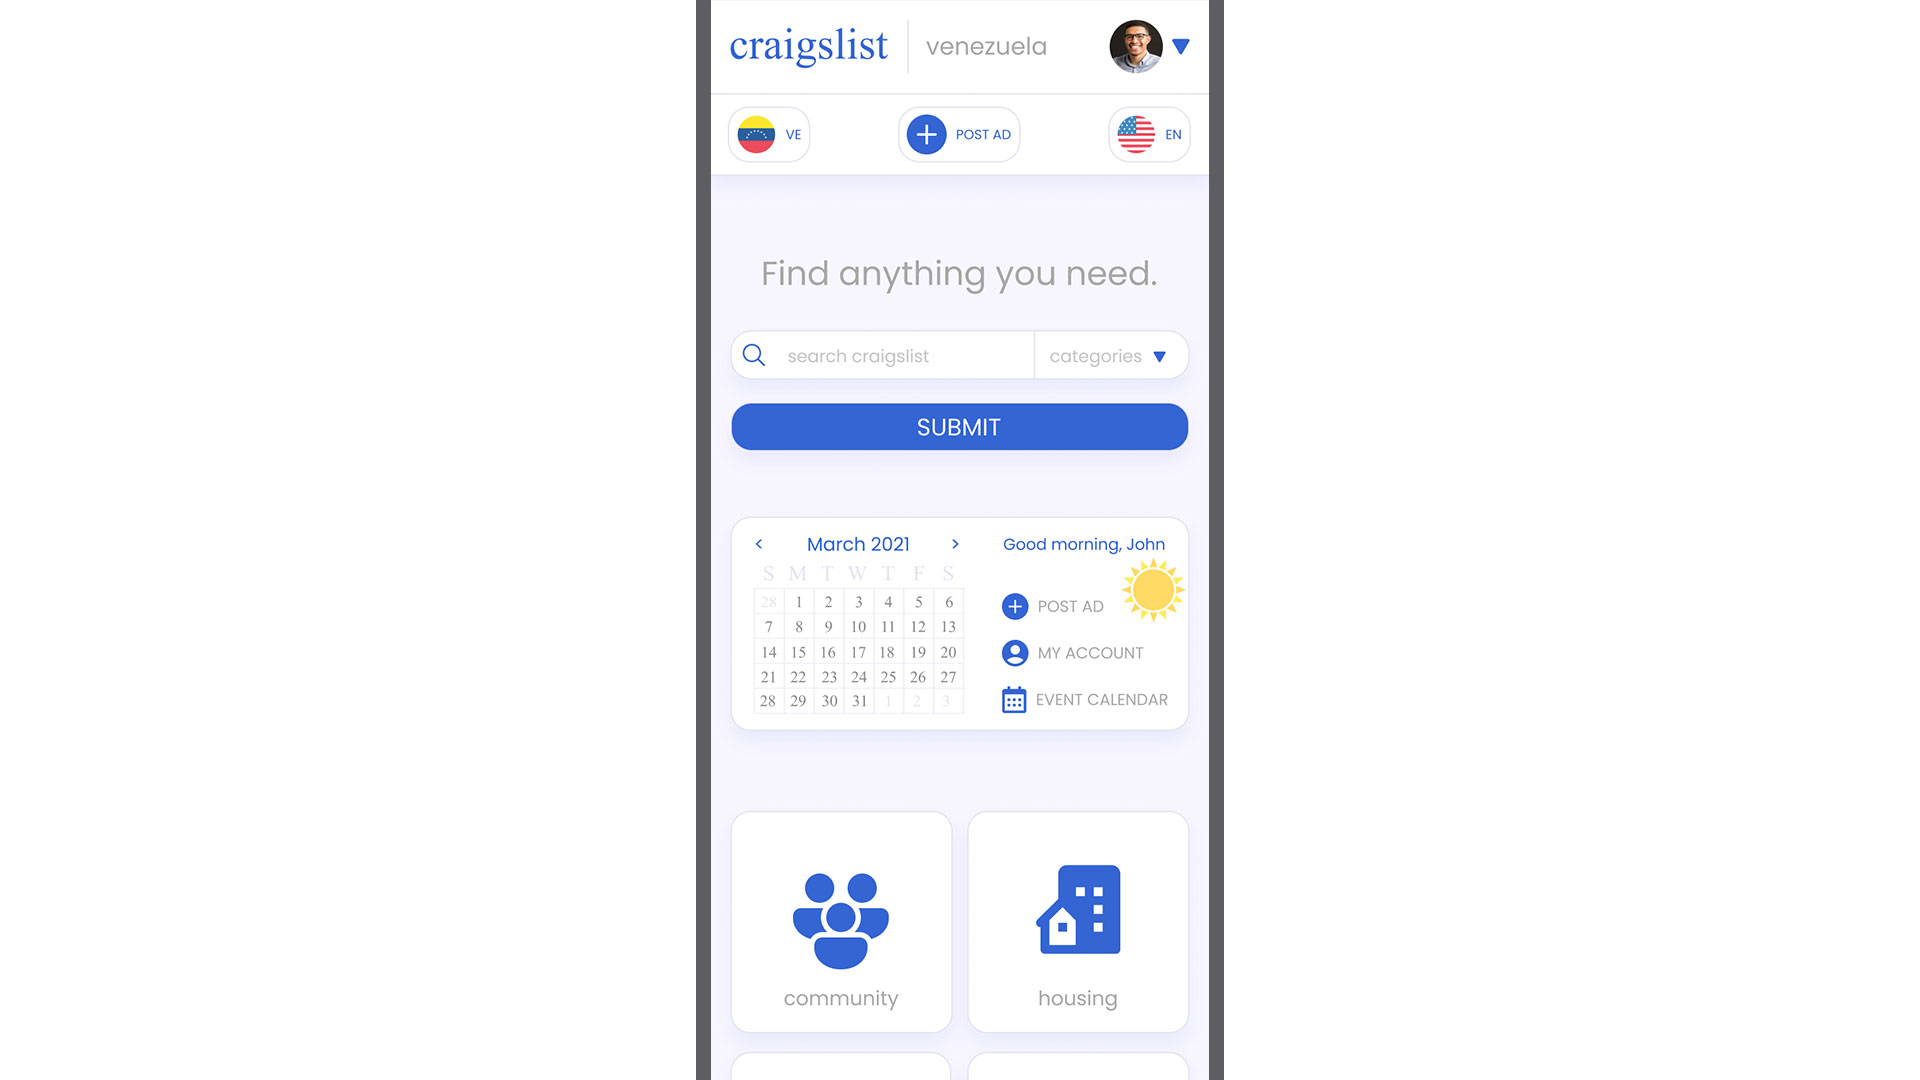 craigslist venezuela
VE POST AD EN
Find anything you need.
search craigslist categories
SUBMIT
< March 2021 > Good morning, John
S M T W T F S
28 1 2 3 4 5 6
POST AD
7 8 9 10 11 12 13
14 15 16 17 18 19 20
MY ACCOUNT
21 22 23 24 25 26 27
28 29 30 31 1 2 3
EVENT CALENDAR
community housing